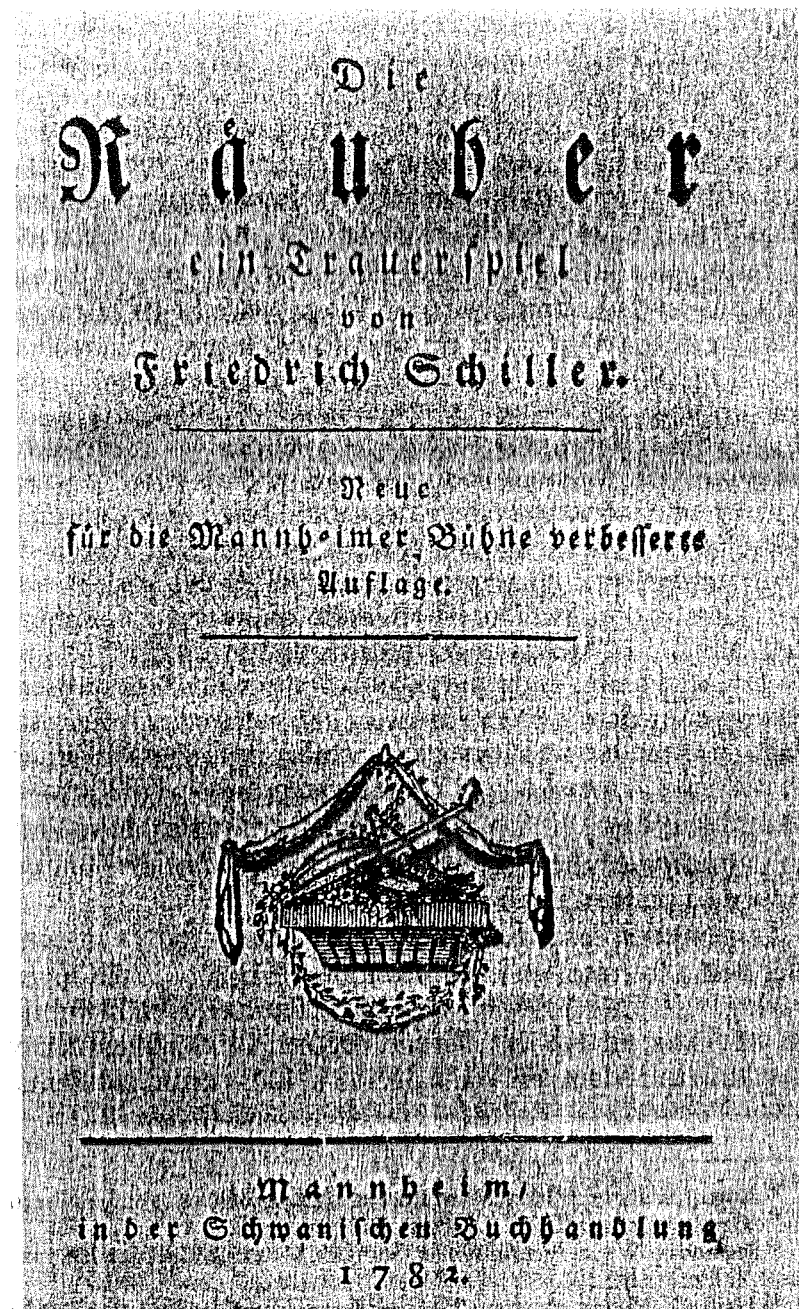 Die
Räuber
ein Trauerspiel
von
Friedrich Schiller.
Neue
für die Mannheimer Bühne verbesserte
Auflage.
Mannheim,
in der Schwanischen Buchhandlung
1782.